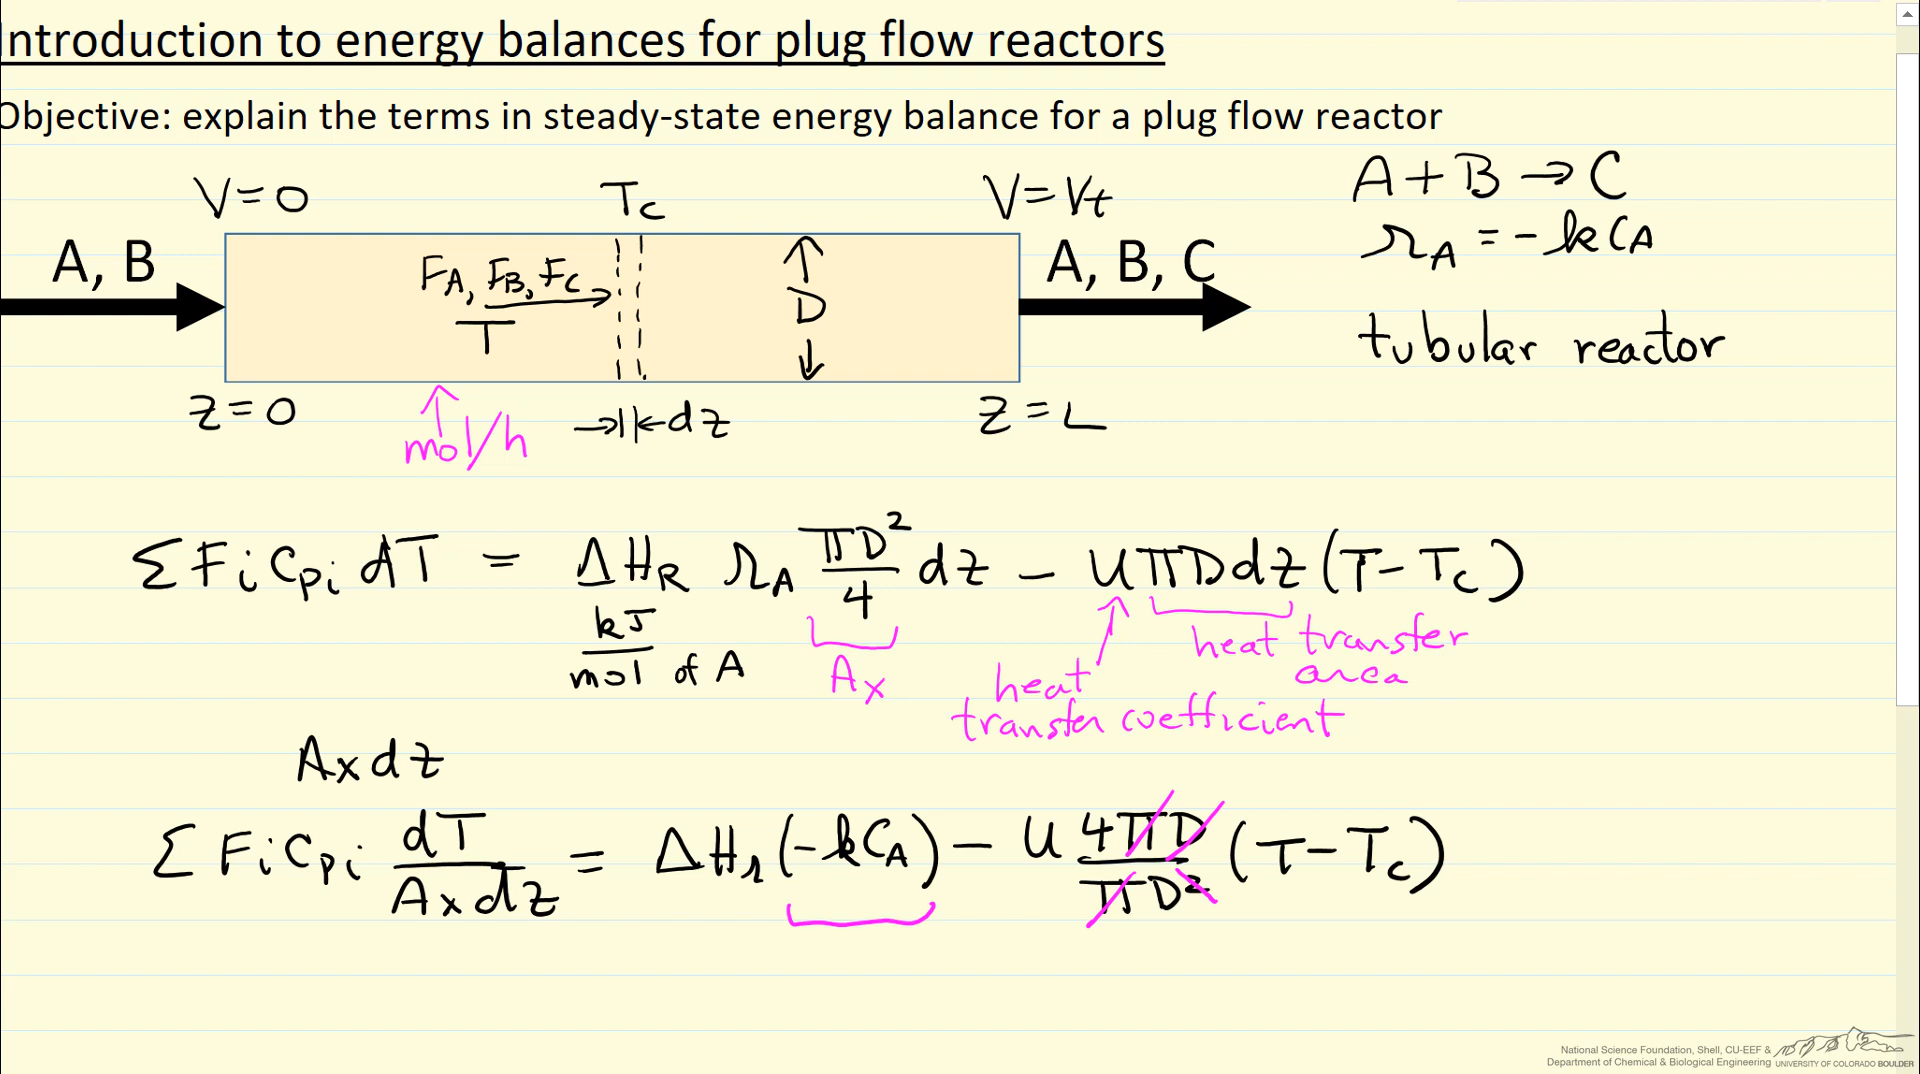 Introduction to energy balances for plug flow reactors
Objective: explain the terms in steady-state energy balance for a plug flow reactor
V=0
Tc
V=Vt
A+B→C
rA = -kCA
tubular reactor
A, B
FA, FB, FC
T
D
A, B, C
z=0
mol/h
dz
z=L
ΣFiCpi dT = ΔHR rA πD²/4 dz - UπDdz(T-Tc)
kJ/mol of A
Ax
heat transfer coefficient
heat transfer area
Axdz
ΣFiCpi dT/Axdz = ΔHr(-kCA) - U 4πD/πD² (T-Tc)
National Science Foundation, Shell, CU-EEF &
Department of Chemical & Biological Engineering
UNIVERSITY OF COLORADO BOULDER